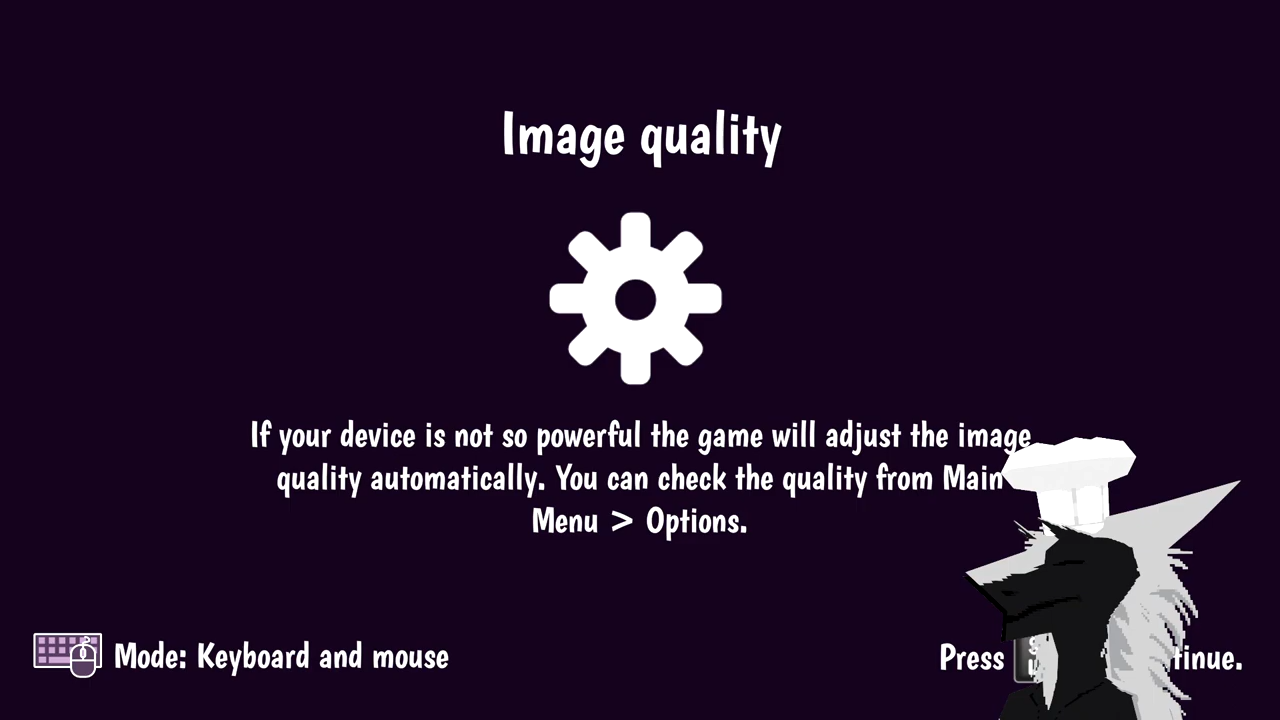 Image quality
If your device is not so powerful the game will adjust the image
quality automatically. You can check the quality from Main
Menu > Options.
Mode: Keyboard and mouse
Press tinue.